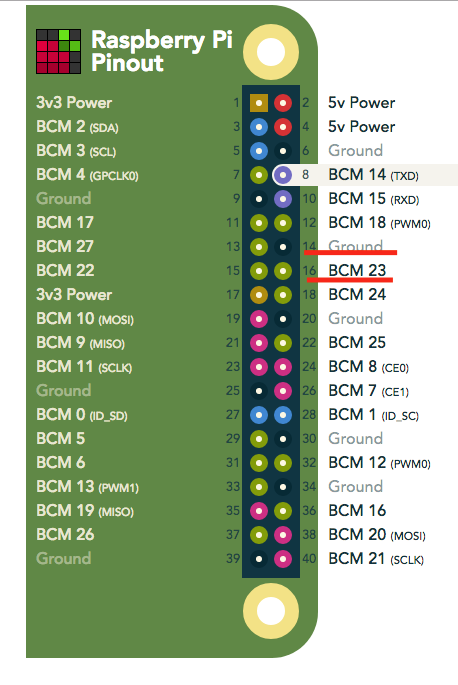 Raspberry Pi
Pinout
3v3 Power 1 2 5v Power
BCM 2 (SDA) 3 4 5v Power
BCM 3 (SCL) 5 6 Ground
BCM 4 (GPCLK0) 7 8 BCM 14 (TXD)
Ground 9 10 BCM 15 (RXD)
BCM 17 11 12 BCM 18 (PWM0)
BCM 27 13 14 Ground
BCM 22 15 16 BCM 23
3v3 Power 17 18 BCM 24
BCM 10 (MOSI) 19 20 Ground
BCM 9 (MISO) 21 22 BCM 25
BCM 11 (SCLK) 23 24 BCM 8 (CE0)
Ground 25 26 BCM 7 (CE1)
BCM 0 (ID_SD) 27 28 BCM 1 (ID_SC)
BCM 5 29 30 Ground
BCM 6 31 32 BCM 12 (PWM0)
BCM 13 (PWM1) 33 34 Ground
BCM 19 (MISO) 35 36 BCM 16
BCM 26 37 38 BCM 20 (MOSI)
Ground 39 40 BCM 21 (SCLK)